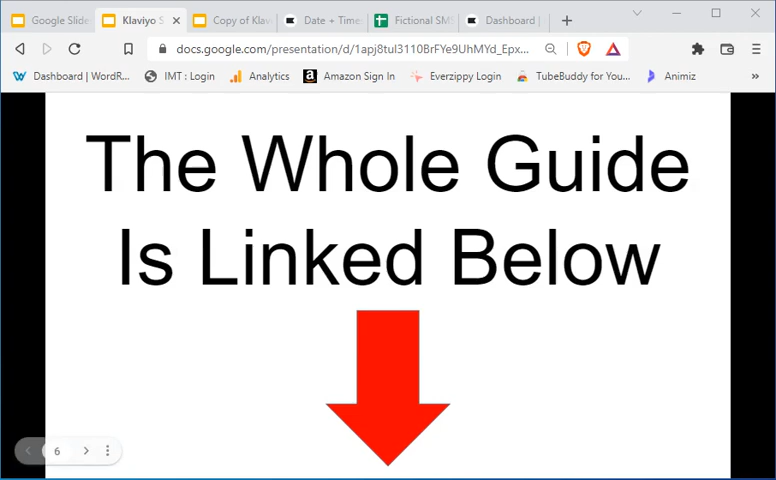 Google Slide
Klaviyo S
Copy of Klav
Date + Time
Fictional SMS
Dashboard |
docs.google.com/presentation/d/1apj8tuI3110BrFYe9UhMYd_Epx...
Dashboard | WordR...
IMT : Login
Analytics
Amazon Sign In
Everzippy Login
TubeBuddy for You...
Animiz
The Whole Guide
Is Linked Below
6